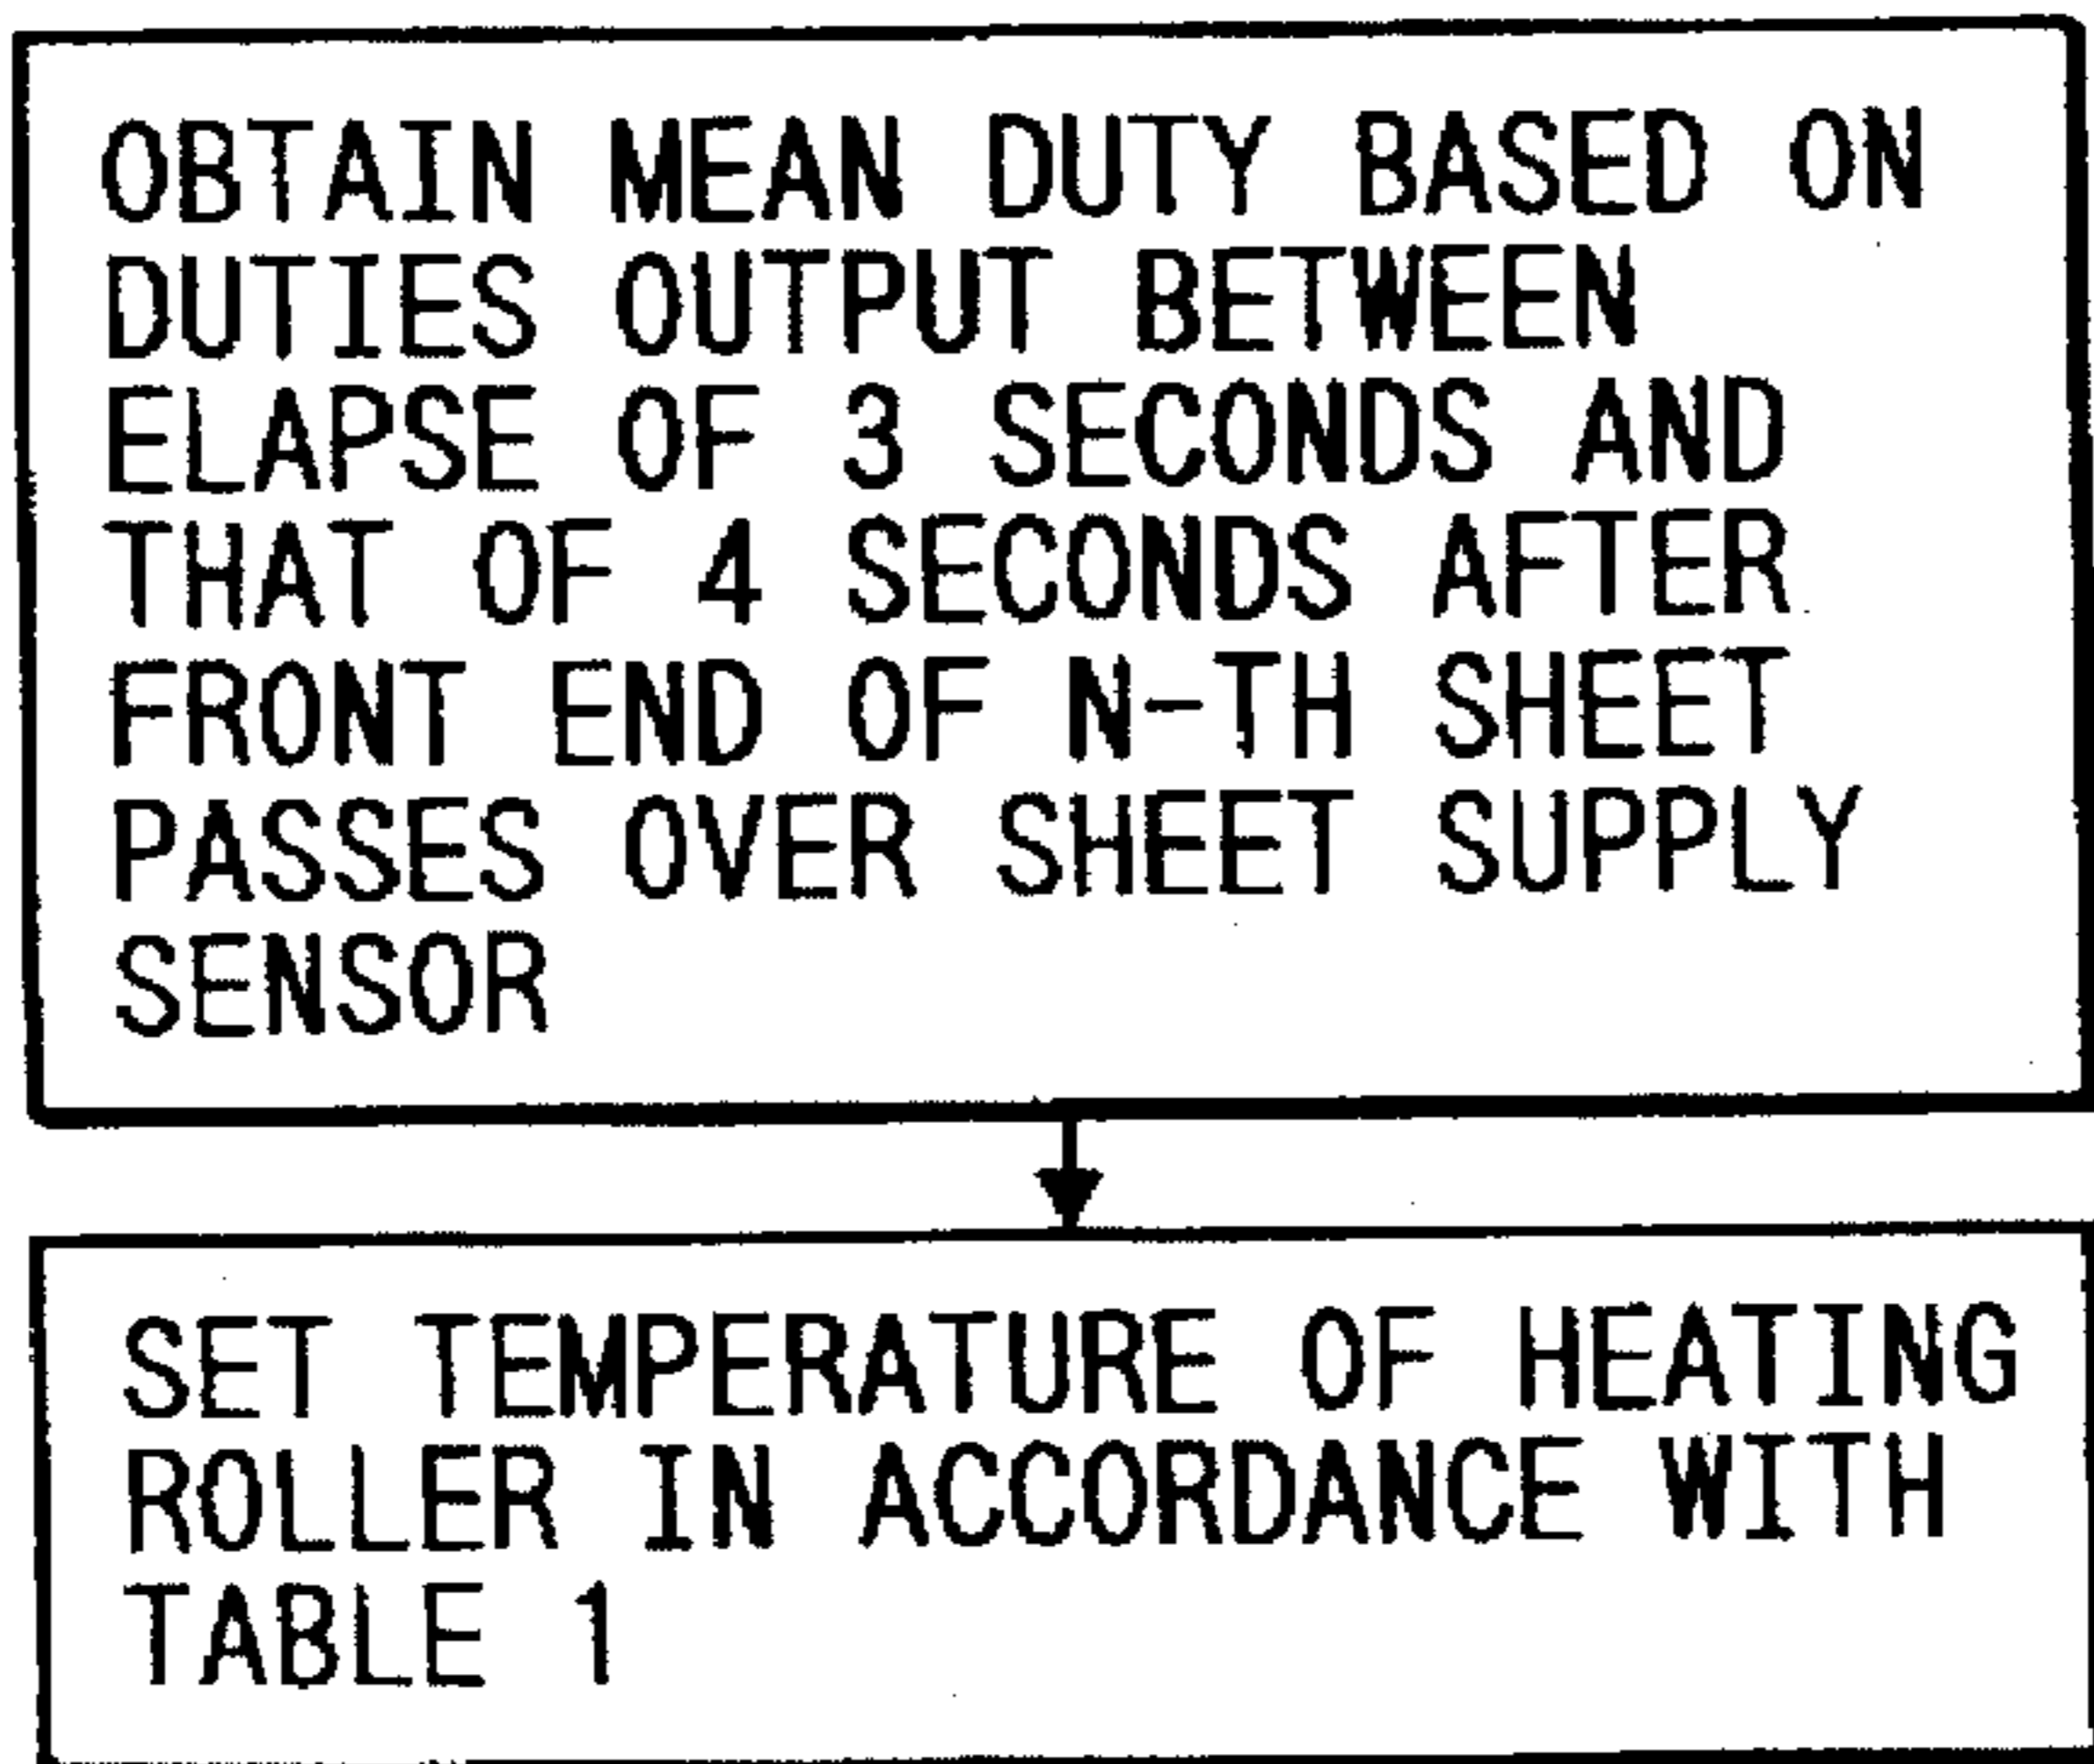 OBTAIN MEAN DUTY BASED ON
DUTIES OUTPUT BETWEEN
ELAPSE OF 3 SECONDS AND
THAT OF 4 SECONDS AFTER
FRONT END OF N-TH SHEET
PASSES OVER SHEET SUPPLY
SENSOR
SET TEMPERATURE OF HEATING
ROLLER IN ACCORDANCE WITH
TABLE 1